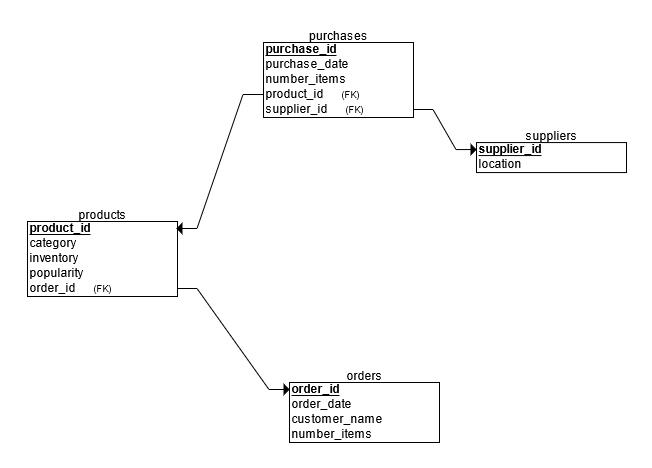 purchases
purchase_id
purchase_date
number_items
product_id (FK)
supplier_id (FK)
suppliers
supplier_id
location
products
product_id
category
inventory
popularity
order_id (FK)
orders
order_id
order_date
customer_name
number_items